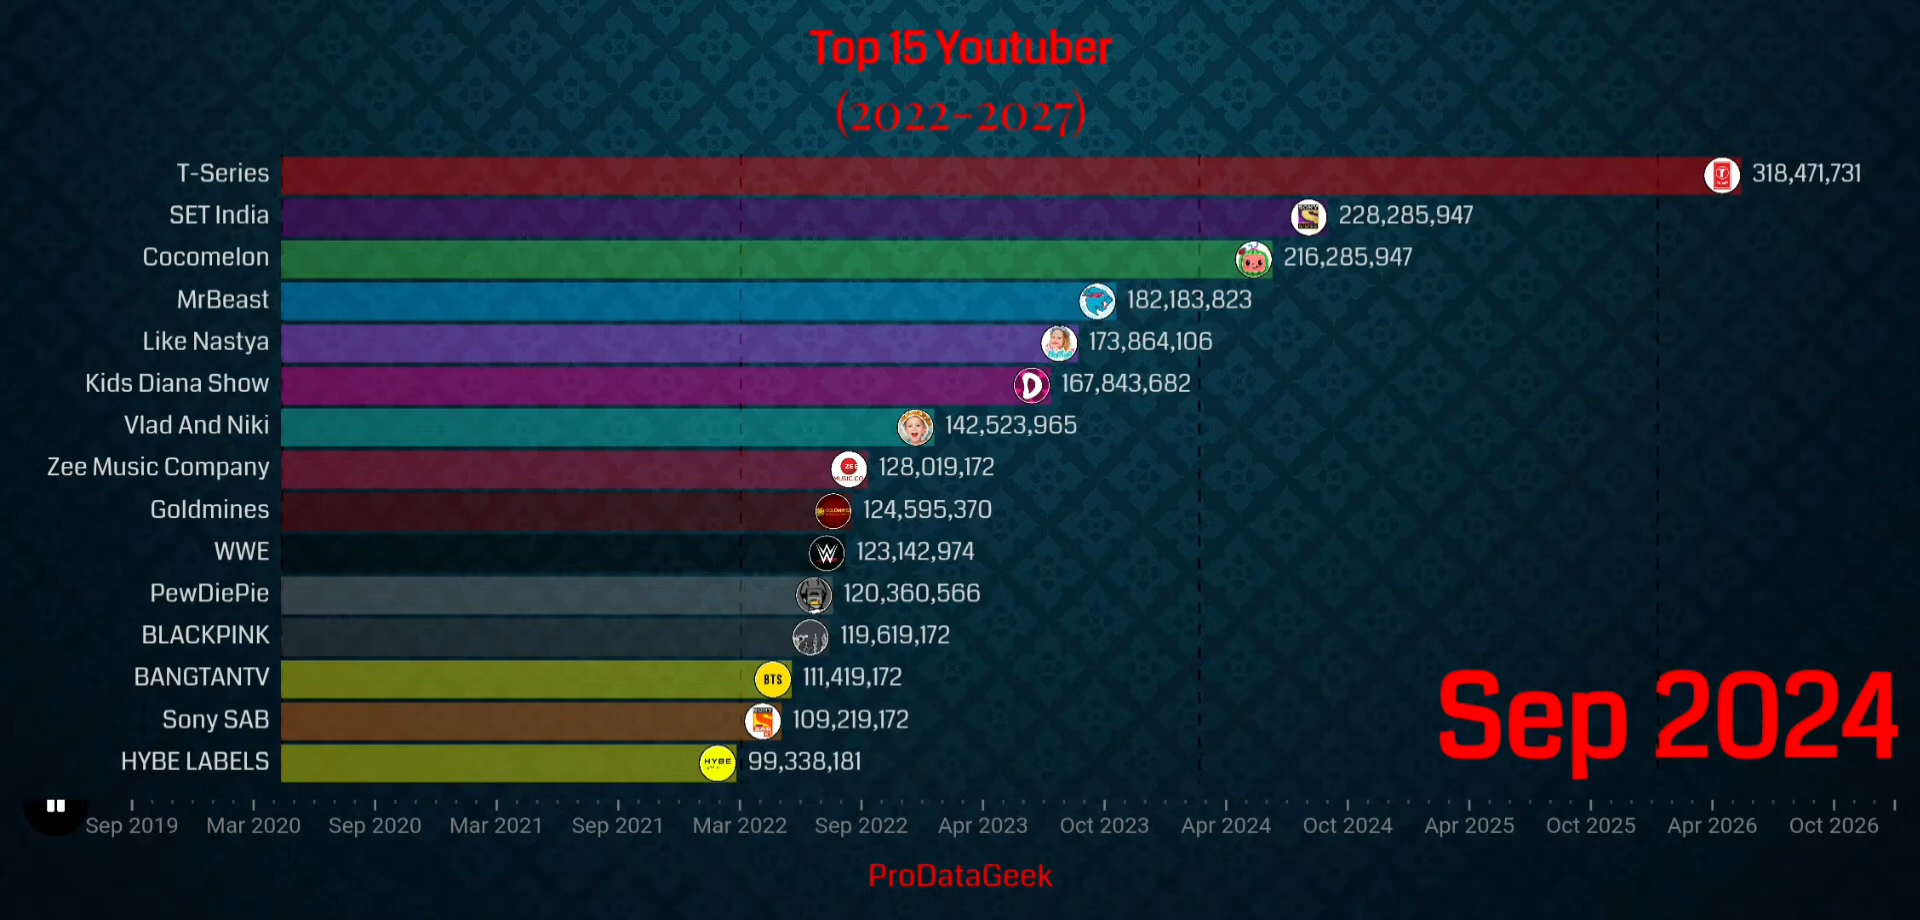 Top 15 Youtuber
(2022-2027)
T-Series 318,471,731
SET India 228,285,947
Cocomelon 216,285,947
MrBeast 182,183,823
Like Nastya 173,864,106
Kids Diana Show 167,843,682
Vlad And Niki 142,523,965
Zee Music Company 128,019,172
Goldmines 124,595,370
WWE 123,142,974
PewDiePie 120,360,566
BLACKPINK 119,619,172
BANGTANTV BTS 111,419,172
Sony SAB 109,219,172
HYBE LABELS HYBE 99,338,181
Sep 2024
Sep 2019 Mar 2020 Sep 2020 Mar 2021 Sep 2021 Mar 2022 Sep 2022 Apr 2023 Oct 2023 Apr 2024 Oct 2024 Apr 2025 Oct 2025 Apr 2026 Oct 2026
ProDataGeek